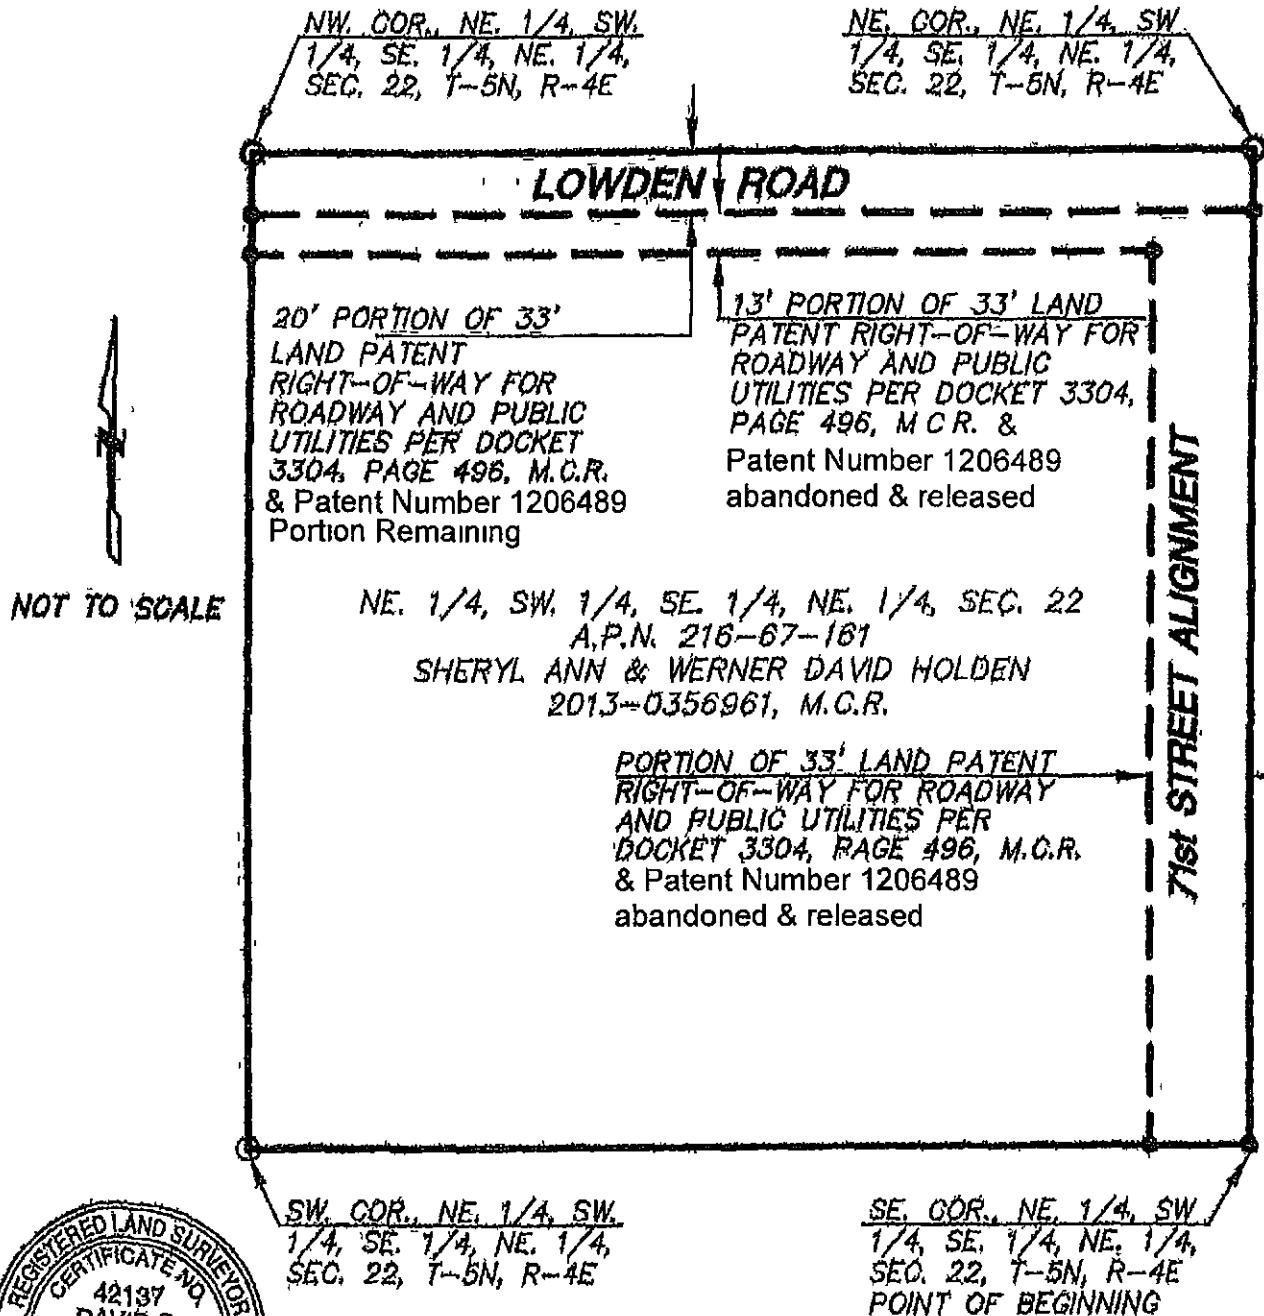 NW. COR., NE. 1/4, SW.
1/4, SE. 1/4, NE. 1/4,
SEC. 22, T-5N, R-4E
NE. COR., NE. 1/4, SW
1/4, SE. 1/4, NE. 1/4,
SEC. 22, T-5N, R-4E
LOWDEN ROAD
20' PORTION OF 33'
LAND PATENT
RIGHT-OF-WAY FOR
ROADWAY AND PUBLIC
UTILITIES PER DOCKET
3304, PAGE 496, M.C.R.
& Patent Number 1206489
Portion Remaining
13' PORTION OF 33' LAND
PATENT RIGHT-OF-WAY FOR
ROADWAY AND PUBLIC
UTILITIES PER DOCKET 3304,
PAGE 496, M C R. &
Patent Number 1206489
abandoned & released
N
NOT TO SCALE
NE. 1/4, SW. 1/4, SE. 1/4, NE. 1/4, SEC. 22
A.P.N. 216-67-161
SHERYL ANN & WERNER DAVID HOLDEN
2013-0356961, M.C.R.
71st STREET ALIGNMENT
PORTION OF 33' LAND PATENT
RIGHT-OF-WAY FOR ROADWAY
AND PUBLIC UTILITIES PER
DOCKET 3304, PAGE 496, M.C.R.
& Patent Number 1206489
abandoned & released
SW. COR., NE. 1/4, SW.
1/4, SE. 1/4, NE. 1/4,
SEC. 22, T-5N, R-4E
SE. COR., NE. 1/4, SW
1/4, SE. 1/4, NE. 1/4,
SEC. 22, T-5N, R-4E
POINT OF BEGINNING
REGISTERED LAND SURVEYOR
CERTIFICATE NO.
42137